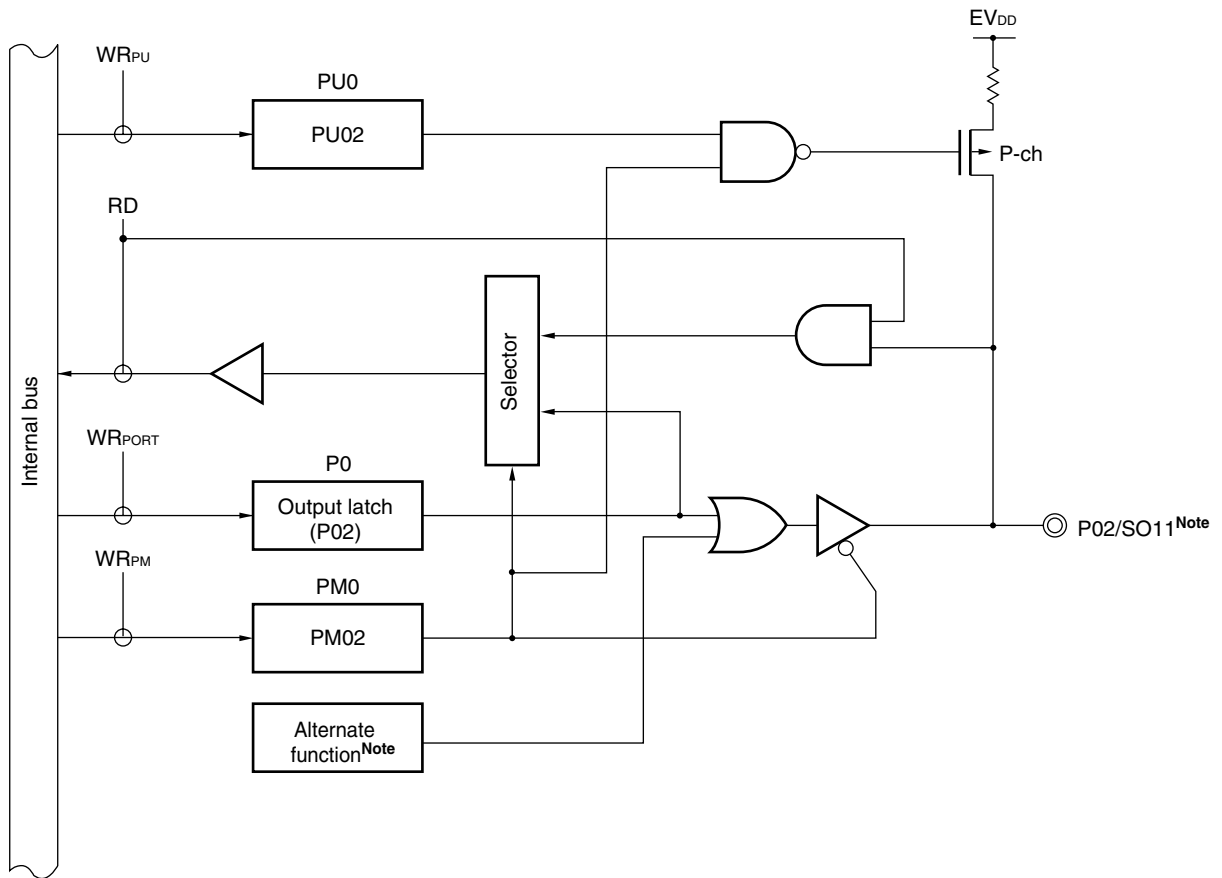 EVDD
WRPU
PU0
PU02
P-ch
RD
Selector
Internal bus
WRPORT
P0
Output latch
(P02)
P02/SO11Note
WRPM
PM0
PM02
Alternate
functionNote